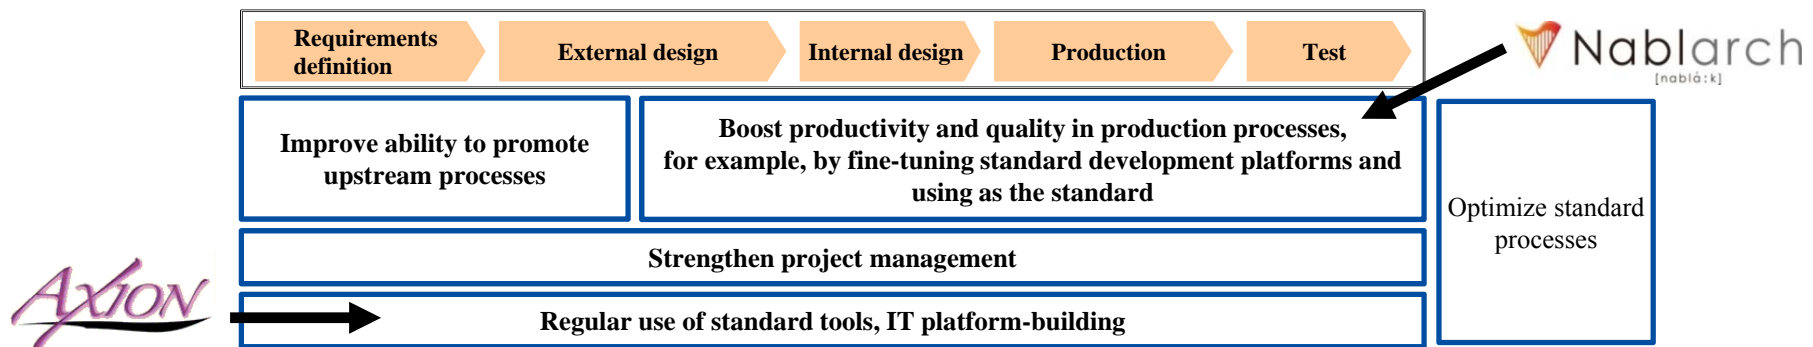 Requirements
definition
External design
Internal design
Production
Test
Nablarch
[nablá:k]
Improve ability to promote
upstream processes
Boost productivity and quality in production processes,
for example, by fine-tuning standard development platforms and
using as the standard
Optimize standard
processes
Strengthen project management
AXION
Regular use of standard tools, IT platform-building